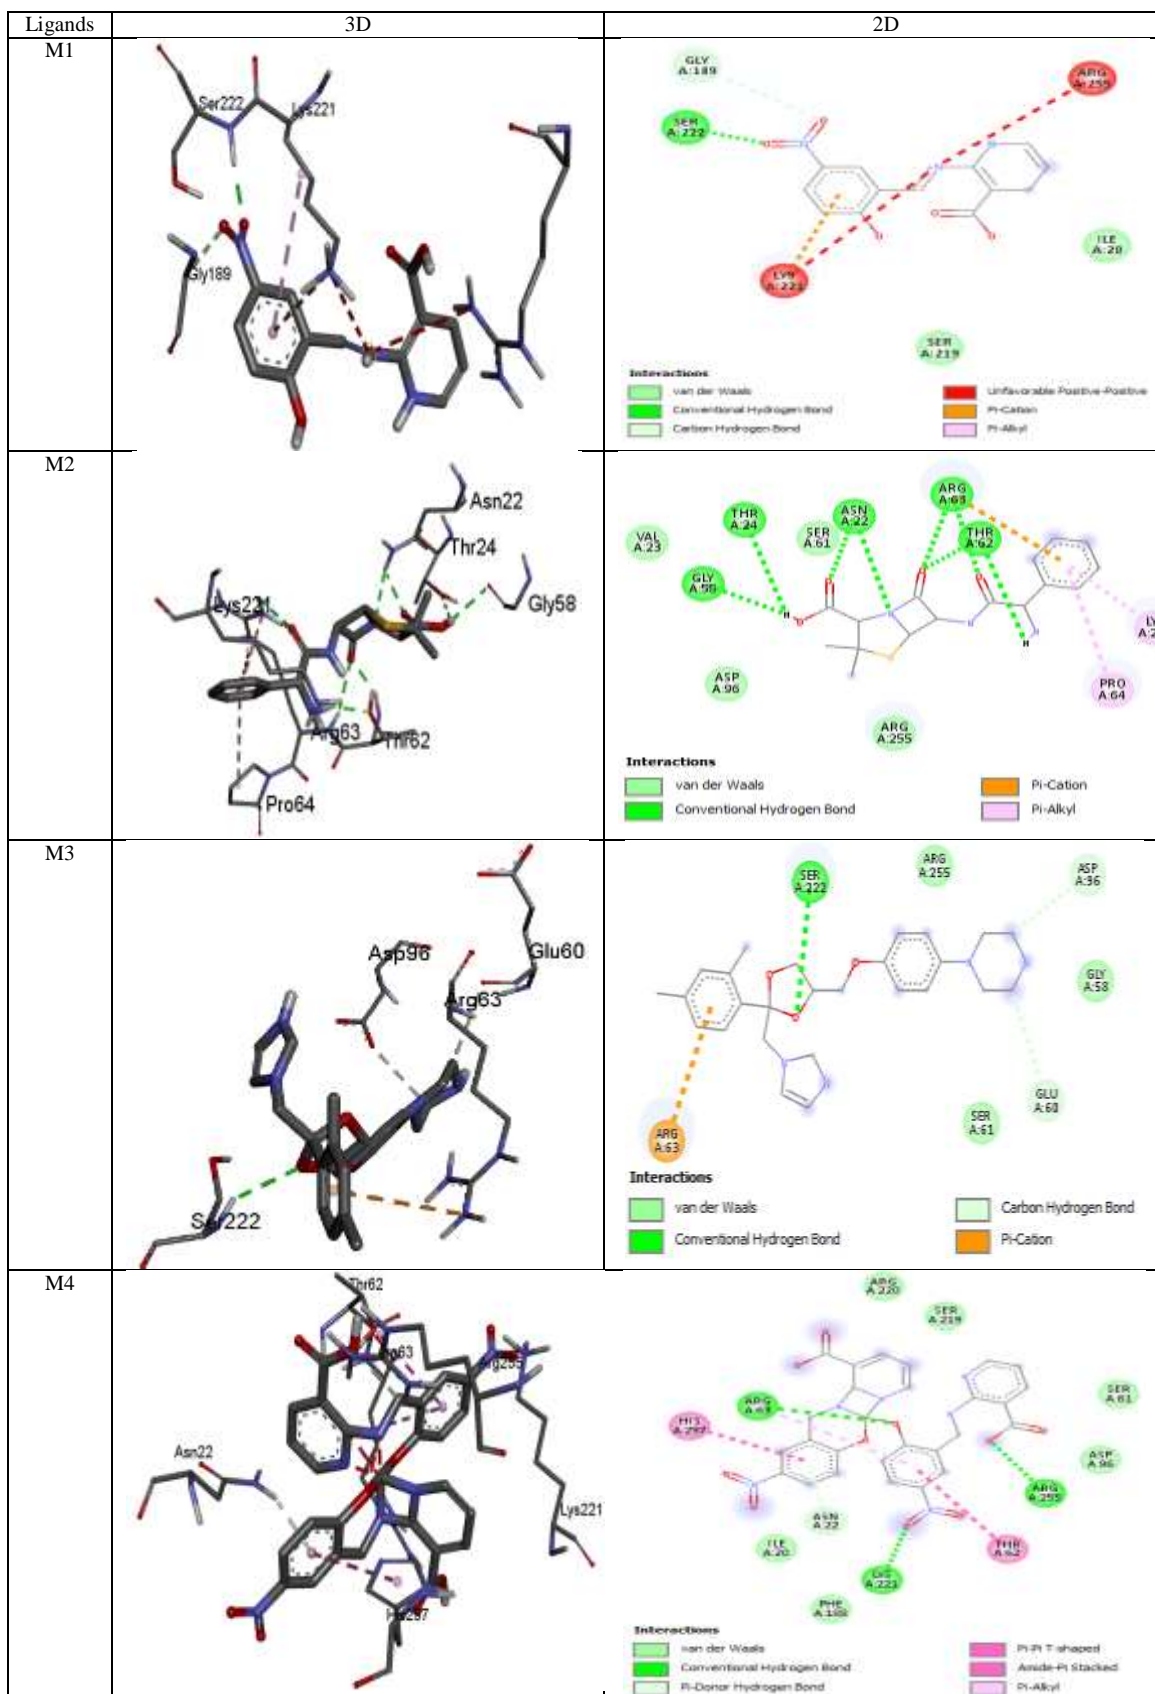 Ligands 3D 2D
M1
Ser222
Lys221
Gly189
GLY
A:189
SER
A:222
ARG
A:255
LYS
A:221
ILE
A:20
SER
A:219
Interactions
van der Waals
Conventional Hydrogen Bond
Carbon Hydrogen Bond
Unfavorable Positive-Positive
Pi-Cation
Pi-Alkyl
M2
Asn22
Thr24
Gly58
Lys221
Arg63
Thr62
Pro64
VAL
A:23
THR
A:24
SER
A:61
ASN
A:22
ARG
A:63
THR
A:62
GLY
H
H
ASP
A:96
ARG
A:255
PRO
A:64
Interactions
van der Waals
Conventional Hydrogen Bond
Pi-Cation
Pi-Alkyl
M3
Asp96
Glu60
Arg63
Ser222
SER
A:222
ARG
A:255
ASP
GLY
A:58
GLU
A:60
SER
A:61
ARG
A:63
Interactions
van der Waals
Conventional Hydrogen Bond
Carbon Hydrogen Bond
Pi-Cation
M4
Thr62
Arg255
Asn22
Lys221
His297
ARG
A:220
SER
A:219
SER
A:61
ARG
A:63
HIS
A:297
ASP
A:96
ARG
A:255
ASN
A:22
ILE
A:20
THR
A:62
LYS
A:221
PHE
A:188
Interactions
van der Waals
Conventional Hydrogen Bond
Pi-Donor Hydrogen Bond
Pi-Pi T-shaped
Amide-Pi Stacked
Pi-Alkyl